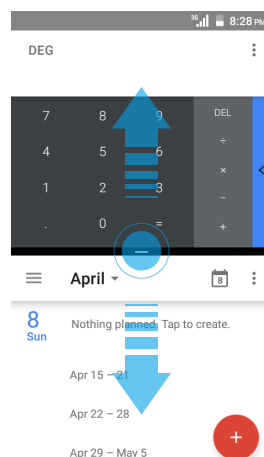 3G 8:28 PM
DEG
7 8 9 DEL
4 5 6 ÷
1 2 3 ×
−
. 0 = +
April 8
8 Nothing planned. Tap to create.
Sun
Apr 15 – 21
Apr 22 – 28
Apr 29 – May 5
+